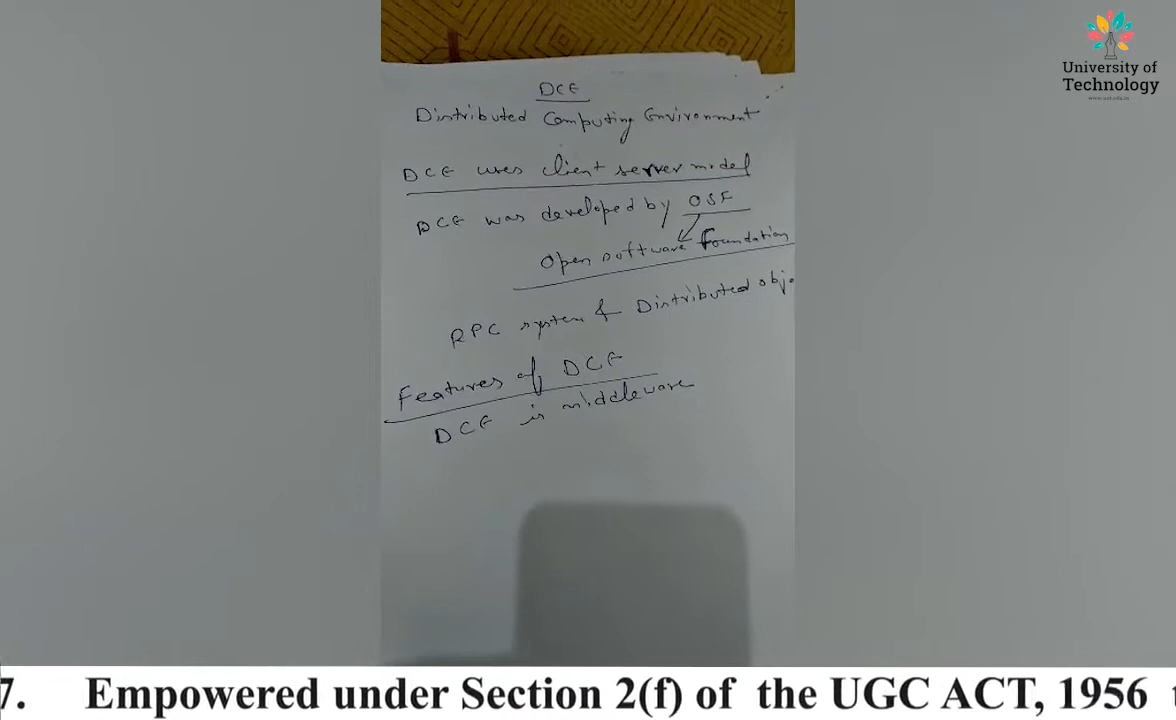 University of
Technology
DCE
Distributed Computing Environment
DCE uses client server model
DCE was developed by OSF
Open software Foundation
RPC system & Distributed obj
Features of DCE
DCE is middleware
7. Empowered under Section 2(f) of the UGC ACT, 1956